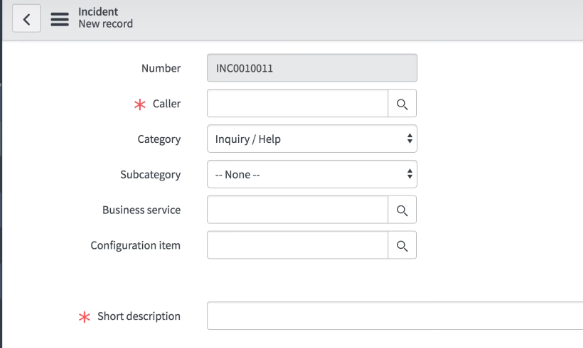 Incident
New record
Number INC0010011
✳ Caller
Category Inquiry / Help
Subcategory -- None --
Business service
Configuration item
✳ Short description